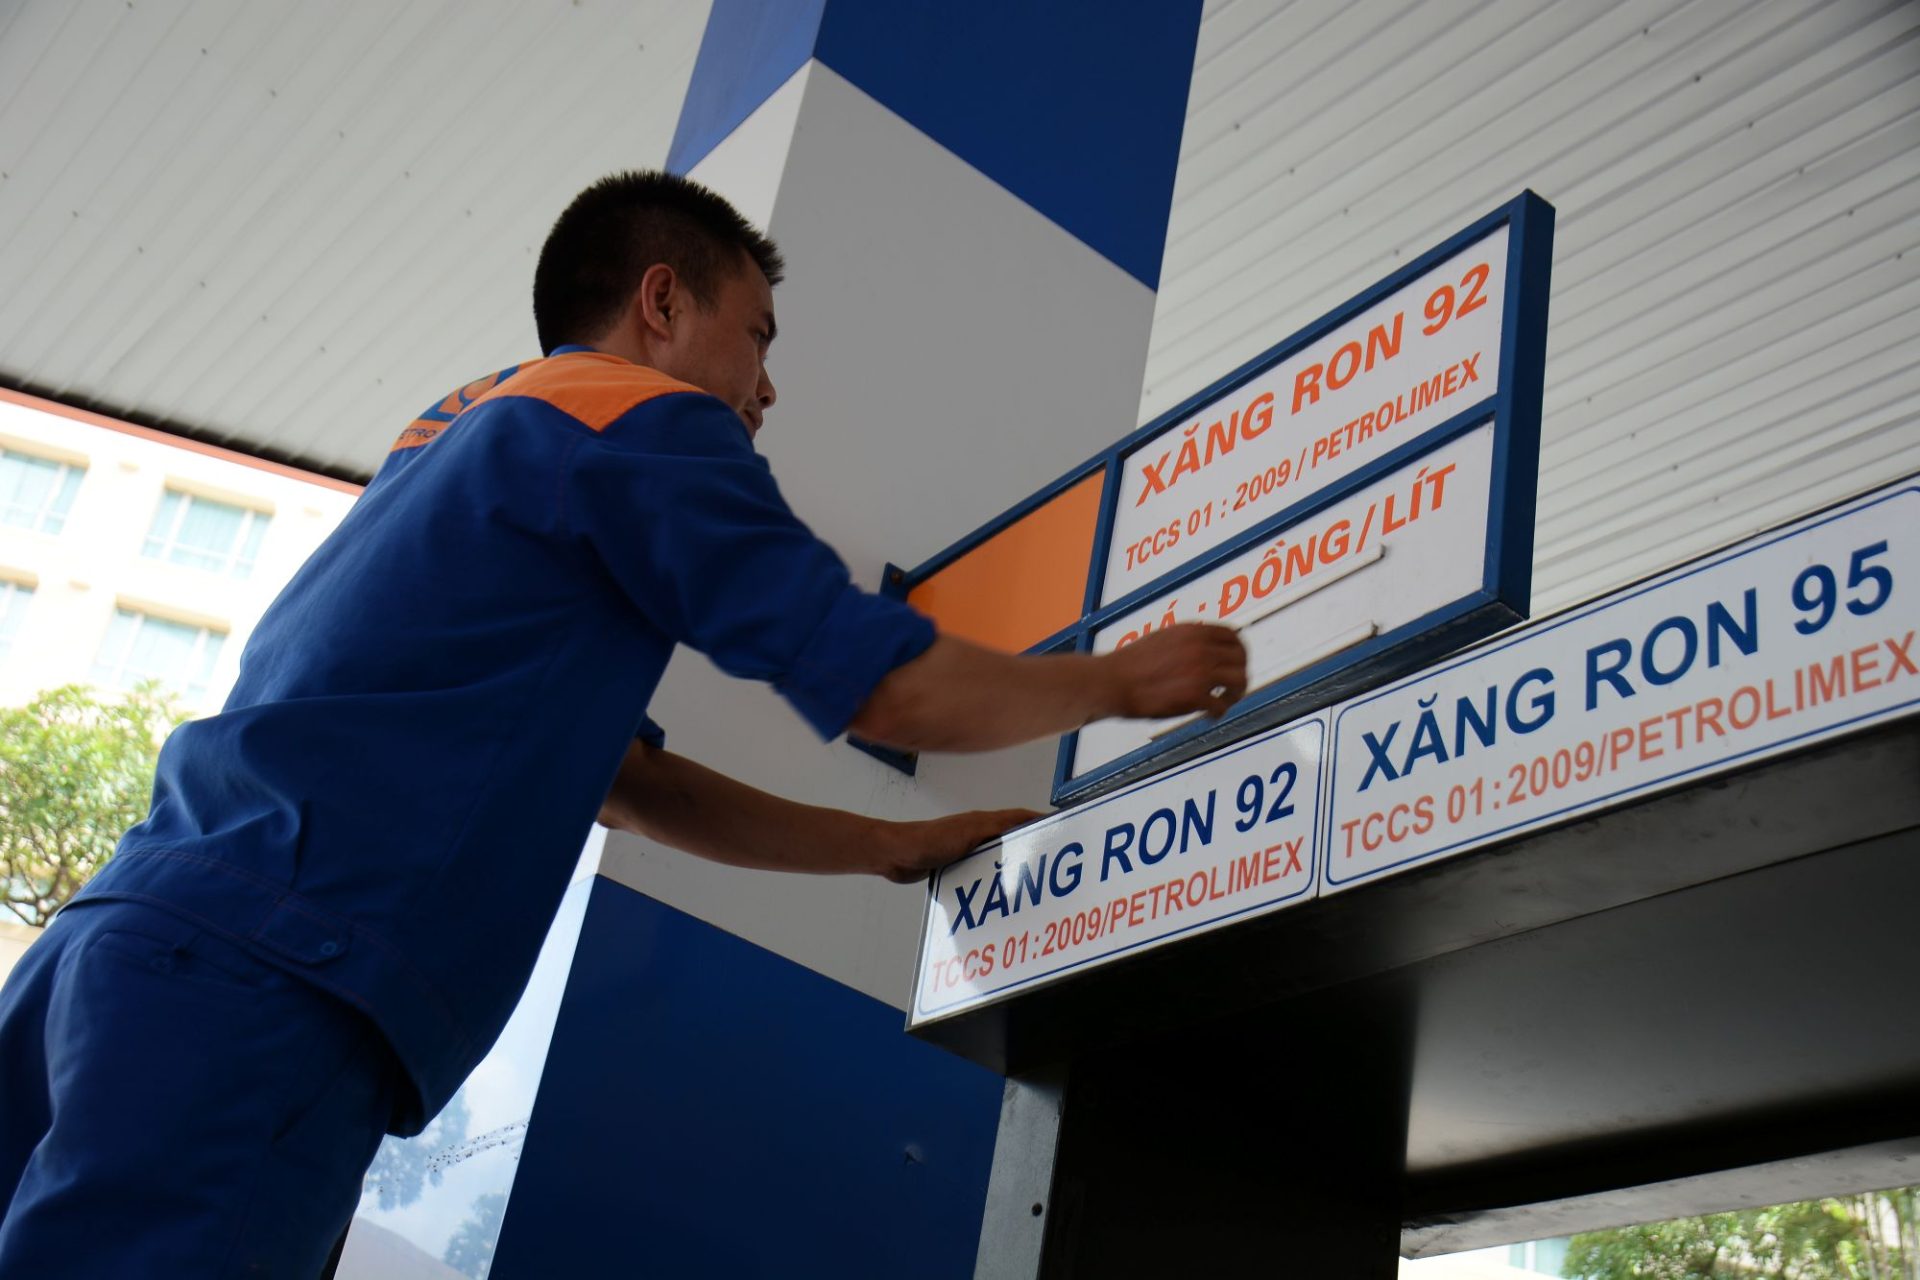 XĂNG RON 92
TCCS 01 : 2009 / PETROLIMEX
GIÁ : ĐỒNG/LÍT
XĂNG RON 95
TCCS 01:2009/PETROLIMEX
XĂNG RON 92
TCCS 01:2009/PETROLIMEX